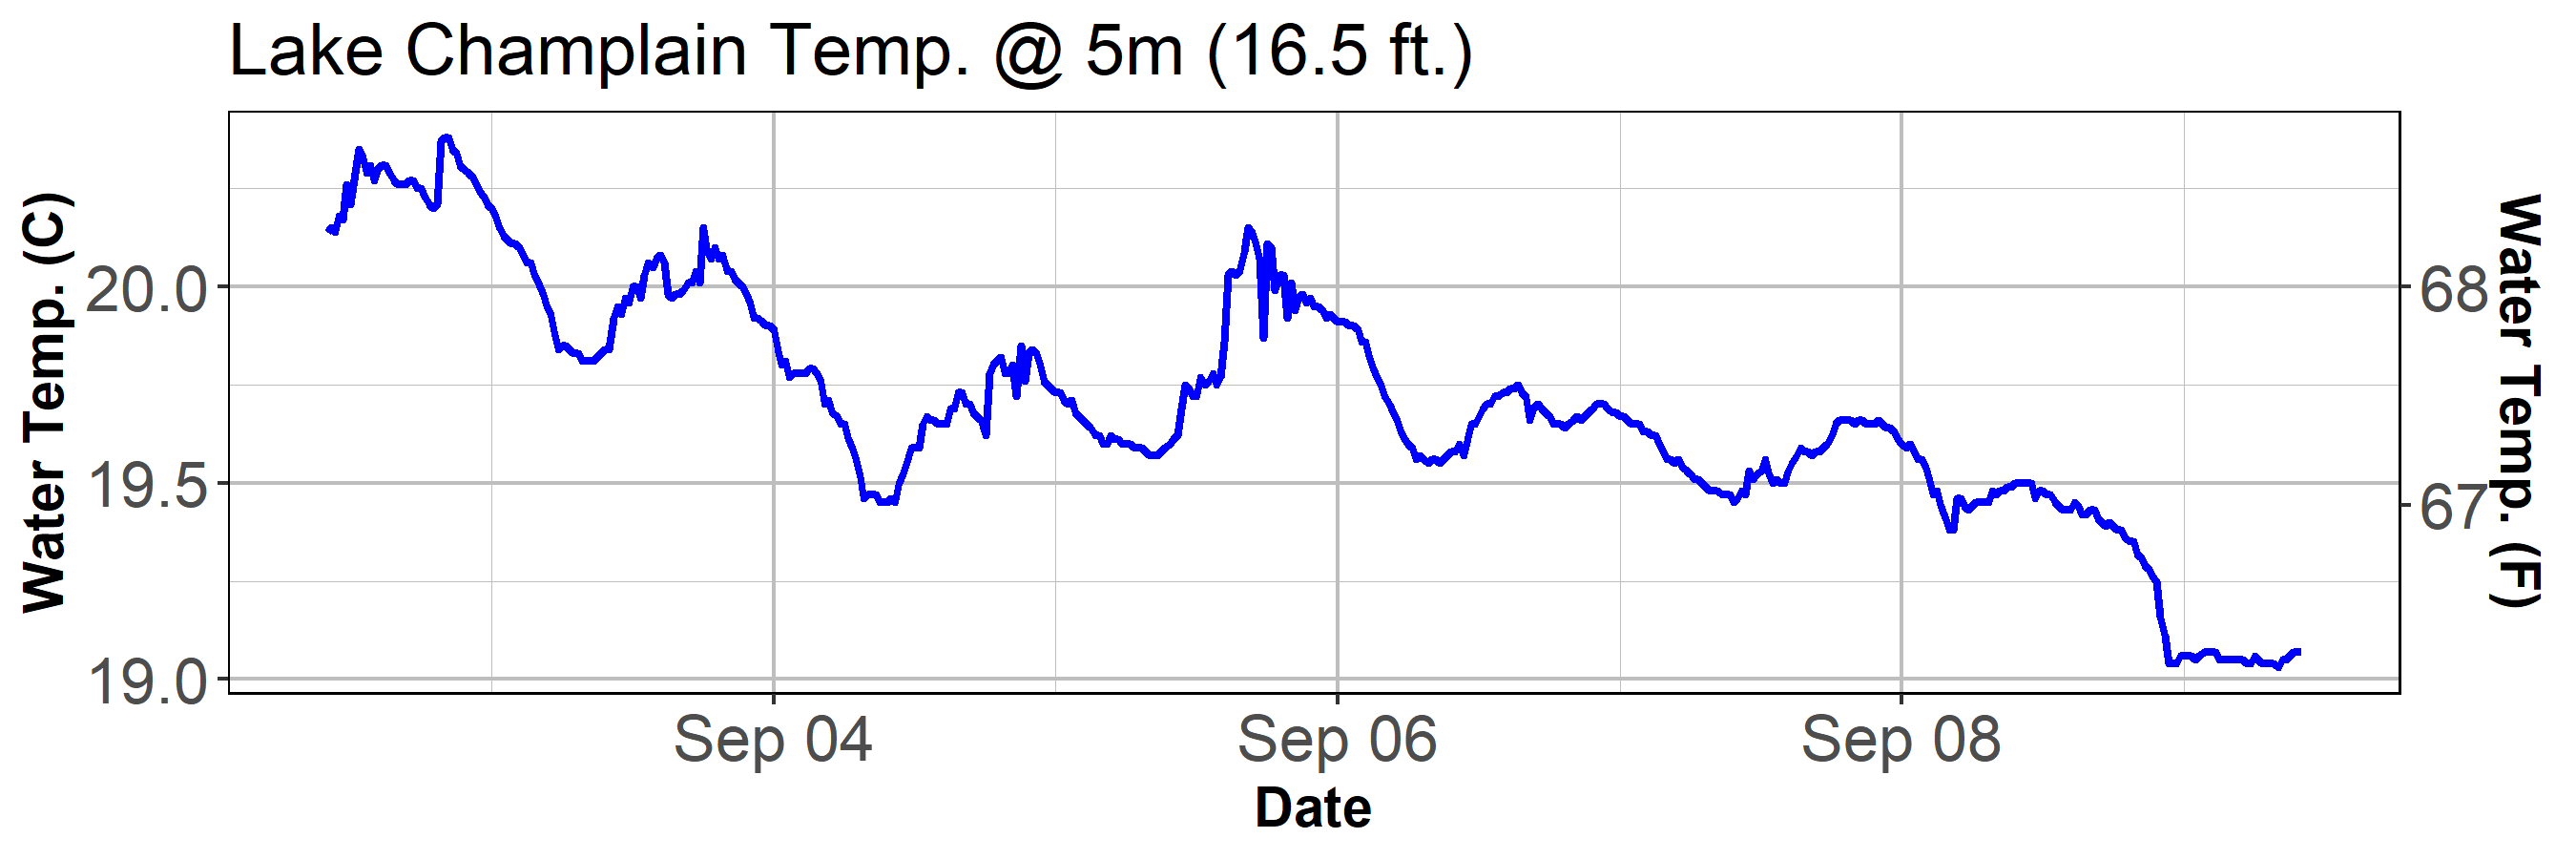 Lake Champlain Temp. @ 5m (16.5 ft.)
Water Temp. (C)
20.0
19.5
19.0
68
67
Water Temp. (F)
Sep 04
Sep 06
Sep 08
Date